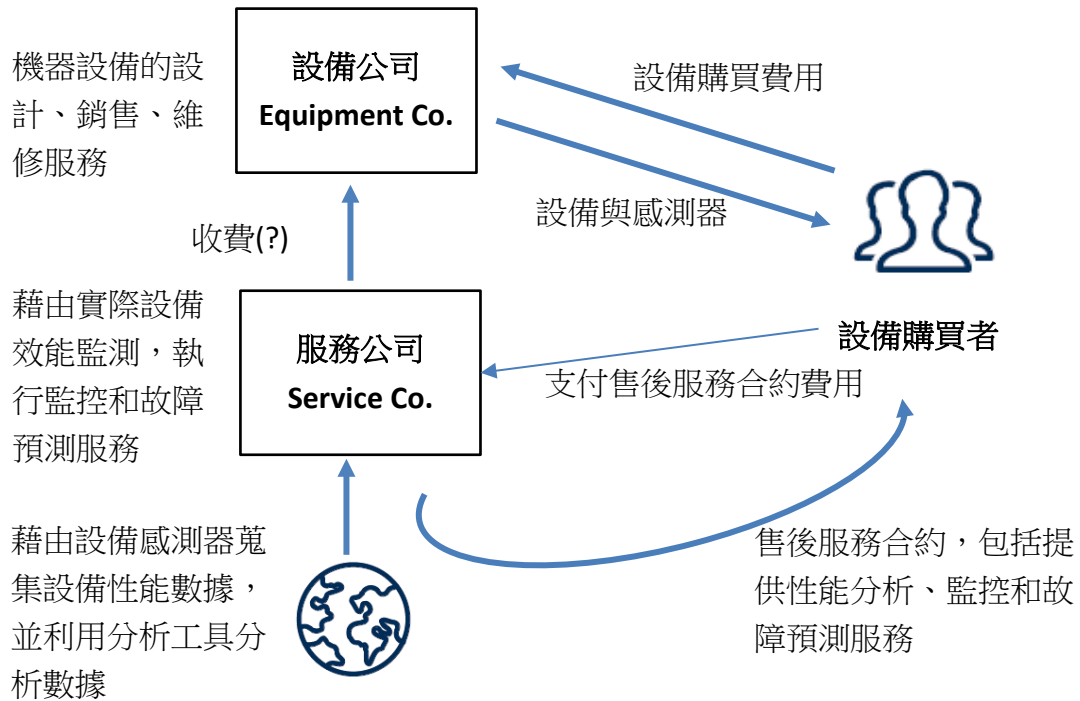 機器設備的設
計、銷售、維
修服務
設備公司
Equipment Co.
設備購買費用
設備與感測器
收費(?)
藉由實際設備
效能監測，執
行監控和故障
預測服務
服務公司
Service Co.
設備購買者
支付售後服務合約費用
藉由設備感測器蒐
集設備性能數據，
並利用分析工具分
析數據
售後服務合約，包括提
供性能分析、監控和故
障預測服務